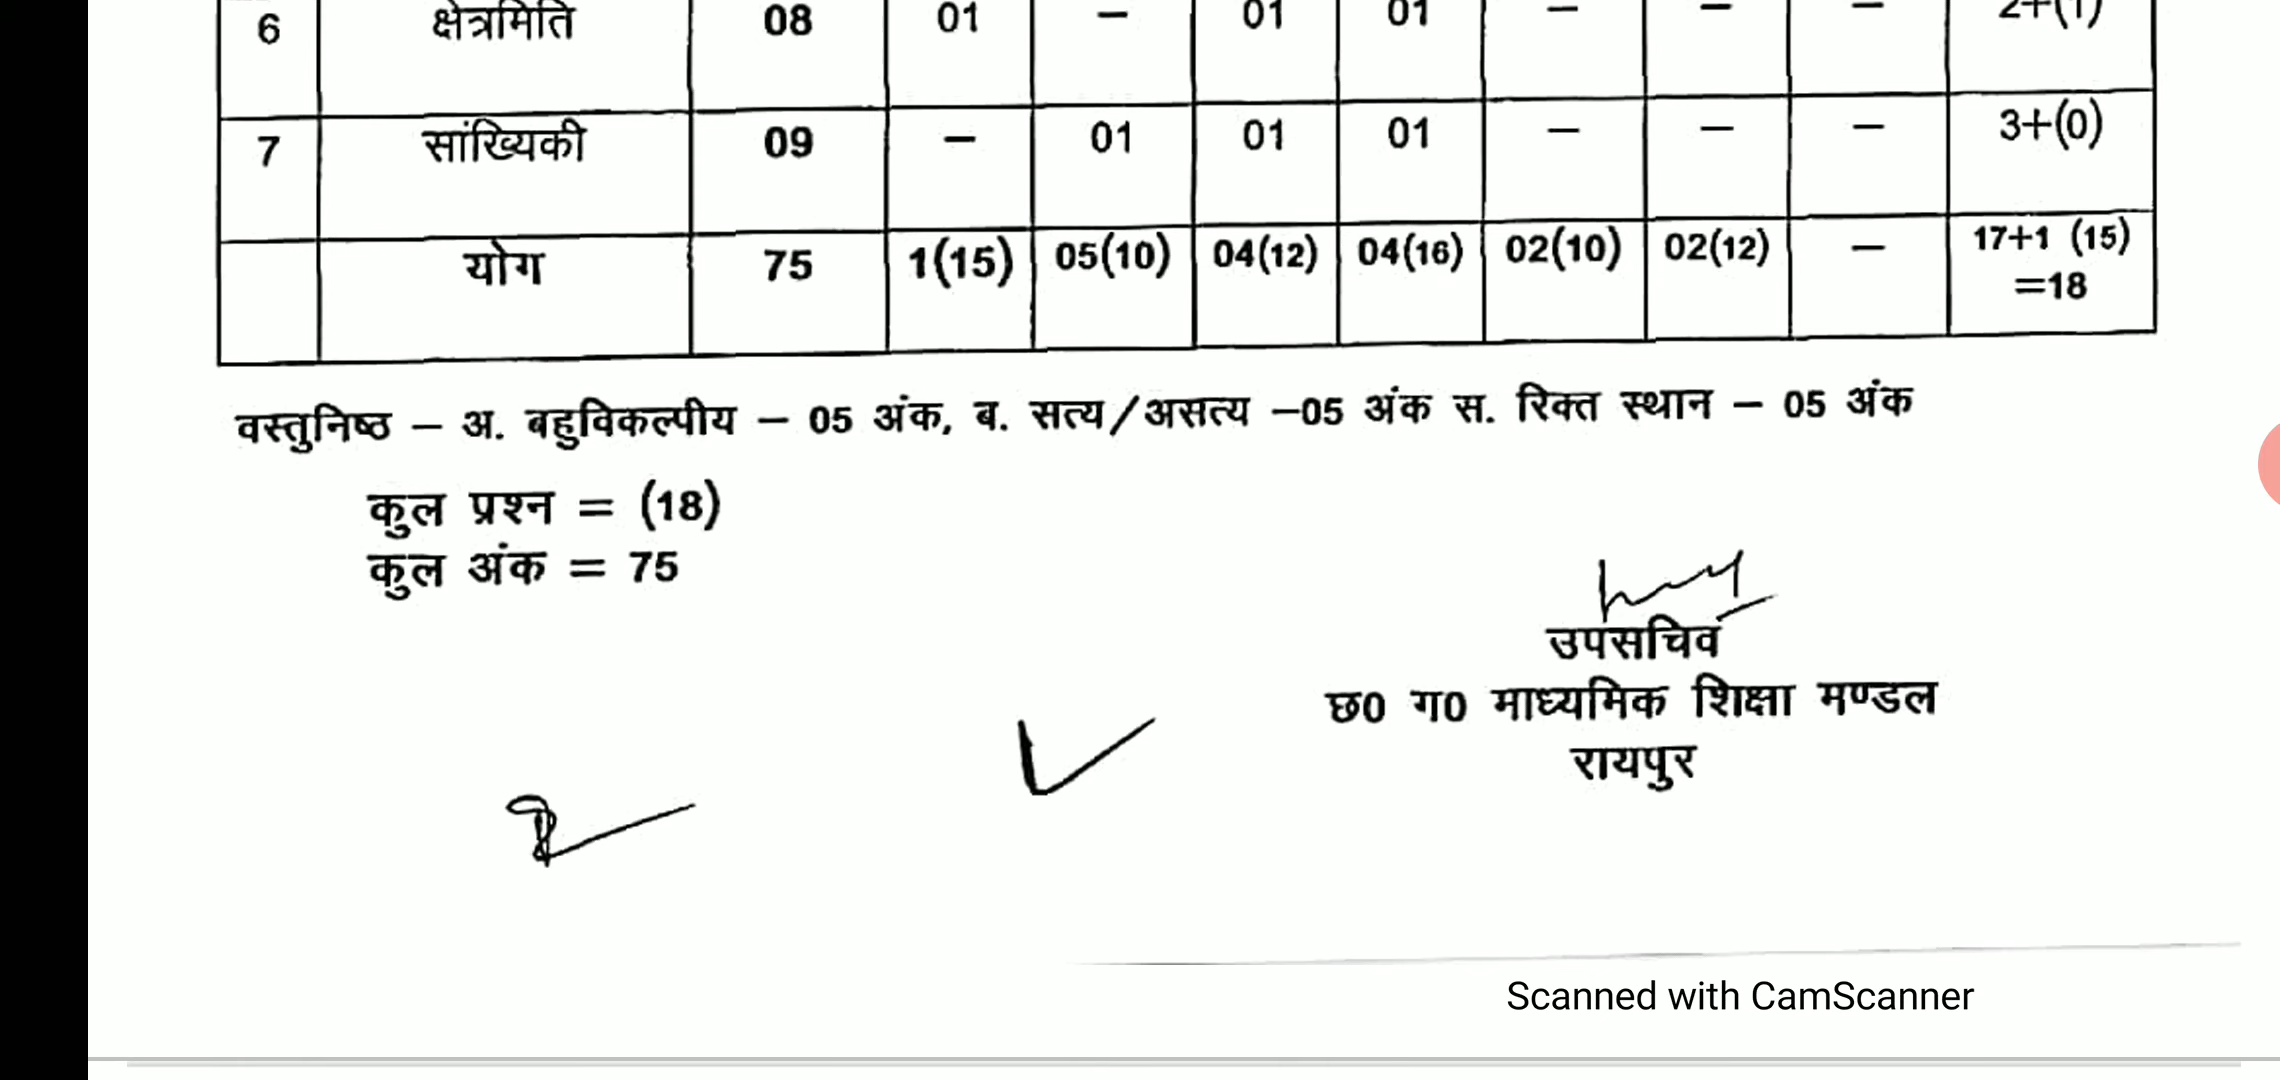 6 क्षेत्रमिति 08 01 – 01 01 – – – 2+(1)
7 सांख्यिकी 09 – 01 01 01 – – – 3+(0)
योग 75 1(15) 05(10) 04(12) 04(16) 02(10) 02(12) – 17+1 (15)
=18
वस्तुनिष्ठ – अ. बहुविकल्पीय – 05 अंक, ब. सत्य/असत्य –05 अंक स. रिक्त स्थान – 05 अंक
कुल प्रश्न = (18)
कुल अंक = 75
उपसचिव
छ0 ग0 माध्यमिक शिक्षा मण्डल
रायपुर
Scanned with CamScanner